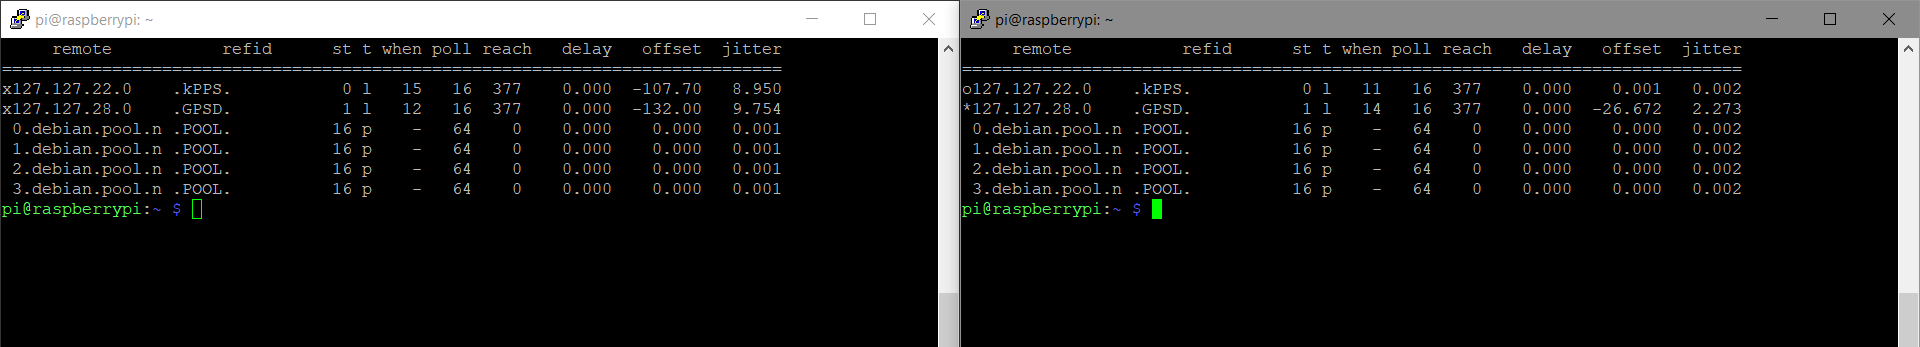 pi@raspberrypi: ~
remote refid st t when poll reach delay offset jitter
==============================================================================
x127.127.22.0 .kPPS. 0 l 15 16 377 0.000 -107.70 8.950
x127.127.28.0 .GPSD. 1 l 12 16 377 0.000 -132.00 9.754
0.debian.pool.n .POOL. 16 p - 64 0 0.000 0.000 0.001
1.debian.pool.n .POOL. 16 p - 64 0 0.000 0.000 0.001
2.debian.pool.n .POOL. 16 p - 64 0 0.000 0.000 0.001
3.debian.pool.n .POOL. 16 p - 64 0 0.000 0.000 0.001
pi@raspberrypi:~ $
pi@raspberrypi: ~
remote refid st t when poll reach delay offset jitter
==============================================================================
o127.127.22.0 .kPPS. 0 l 11 16 377 0.000 0.001 0.002
*127.127.28.0 .GPSD. 1 l 14 16 377 0.000 -26.672 2.273
0.debian.pool.n .POOL. 16 p - 64 0 0.000 0.000 0.002
1.debian.pool.n .POOL. 16 p - 64 0 0.000 0.000 0.002
2.debian.pool.n .POOL. 16 p - 64 0 0.000 0.000 0.002
3.debian.pool.n .POOL. 16 p - 64 0 0.000 0.000 0.002
pi@raspberrypi:~ $